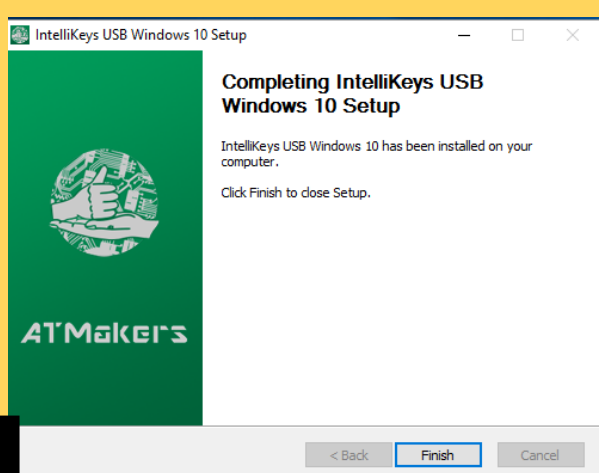 IntelliKeys USB Windows 10 Setup
Completing IntelliKeys USB
Windows 10 Setup
IntelliKeys USB Windows 10 has been installed on your
computer.
Click Finish to close Setup.
ATMakers
< Back
Finish
Cancel